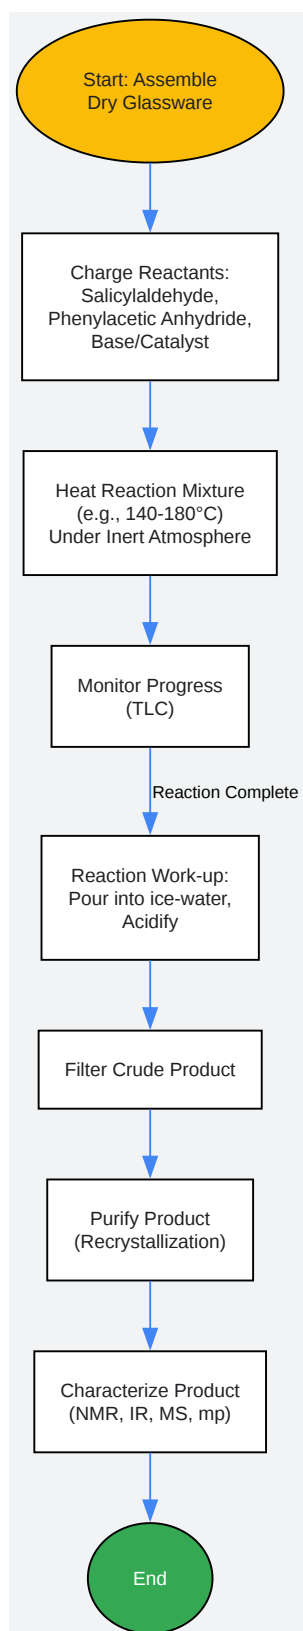 Start: Assemble
Dry Glassware
Charge Reactants:
Salicylaldehyde,
Phenylacetic Anhydride,
Base/Catalyst
Heat Reaction Mixture
(e.g., 140-180°C)
Under Inert Atmosphere
Monitor Progress
(TLC)
Reaction Complete
Reaction Work-up:
Pour into ice-water,
Acidify
Filter Crude Product
Purify Product
(Recrystallization)
Characterize Product
(NMR, IR, MS, mp)
End